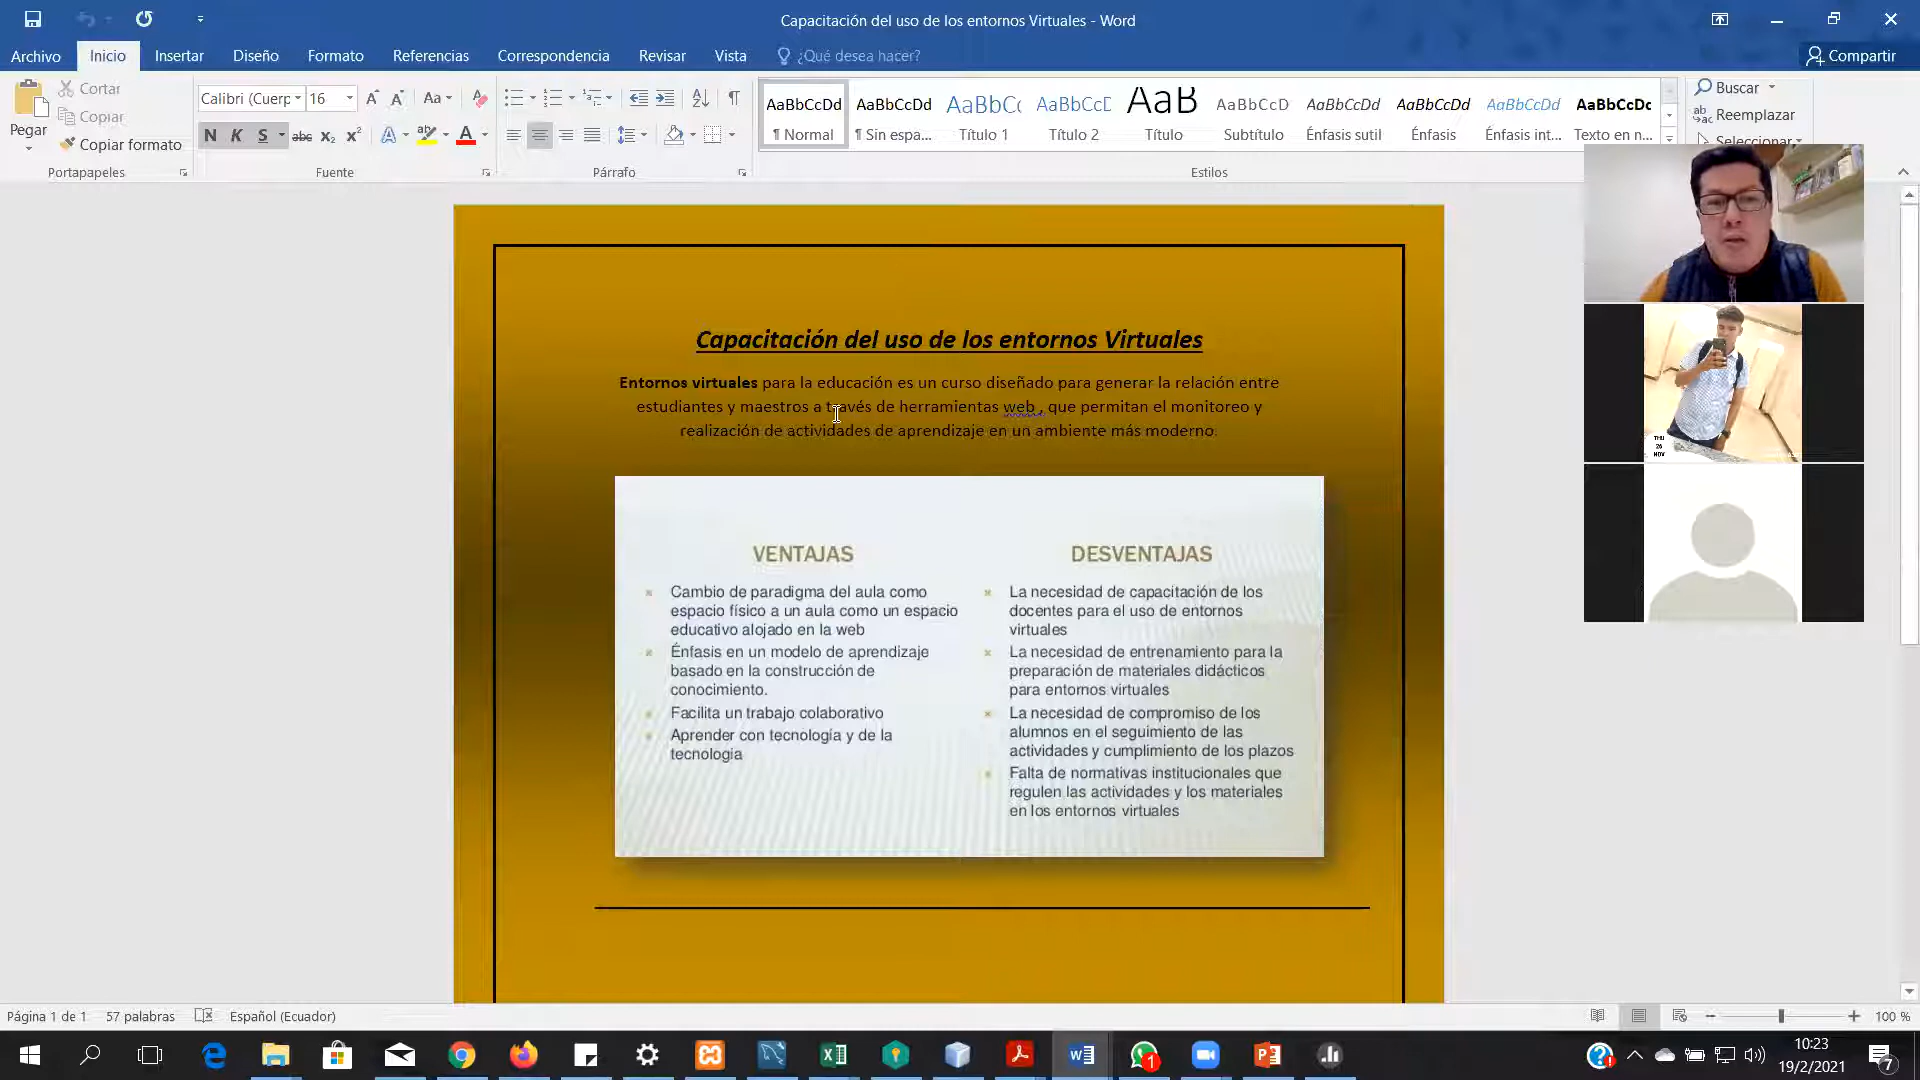 Capacitación del uso de los entornos Virtuales - Word
Archivo
Inicio
Insertar
Diseño
Formato
Referencias
Correspondencia
Revisar
Vista
¿Qué desea hacer?
Compartir
Pegar
Cortar
Copiar
Copiar formato
Portapapeles
Calibri (Cuerp
16
Aa
N K S abc x₂ x²
Fuente
Párrafo
AaBbCcDd
¶ Normal
AaBbCcDd
¶ Sin espa...
AaBbC
Título 1
AaBbCcD
Título 2
AaB
Título
AaBbCcD
Subtítulo
AaBbCcDd
Énfasis sutil
AaBbCcDd
Énfasis
AaBbCcDd
Énfasis int...
AaBbCcDc
Texto en n...
Estilos
Buscar
Reemplazar
Seleccionar
Capacitación del uso de los entornos Virtuales
Entornos virtuales para la educación es un curso diseñado para generar la relación entre
estudiantes y maestros a través de herramientas web , que permitan el monitoreo y
realización de actividades de aprendizaje en un ambiente más moderno.
VENTAJAS
Cambio de paradigma del aula como
espacio físico a un aula como un espacio
educativo alojado en la web
Énfasis en un modelo de aprendizaje
basado en la construcción de
conocimiento.
Facilita un trabajo colaborativo
Aprender con tecnología y de la
tecnología
DESVENTAJAS
La necesidad de capacitación de los
docentes para el uso de entornos
virtuales
La necesidad de entrenamiento para la
preparación de materiales didácticos
para entornos virtuales
La necesidad de compromiso de los
alumnos en el seguimiento de las
actividades y cumplimiento de los plazos
Falta de normativas institucionales que
regulen las actividades y los materiales
en los entornos virtuales
THU
26
NOV
Página 1 de 1
57 palabras
Español (Ecuador)
100 %
1
10:23
19/2/2021
7